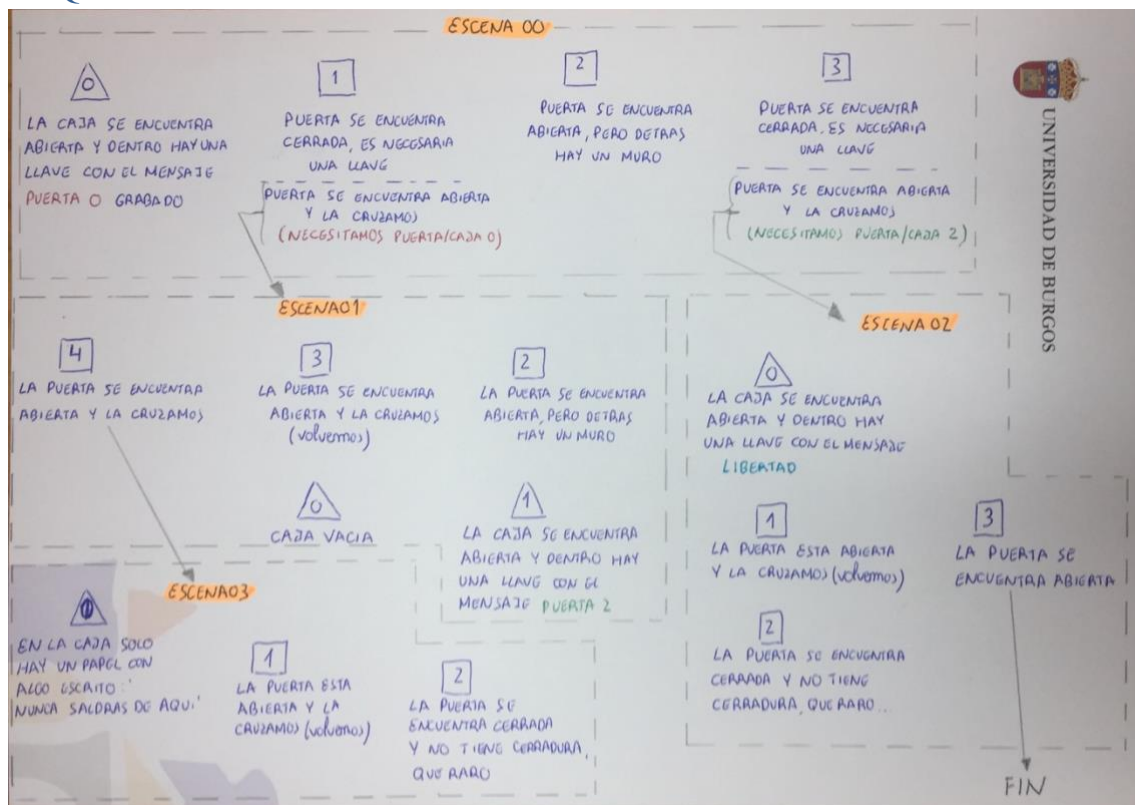 ESCENA 00
0
LA CAJA SE ENCUENTRA
ABIERTA Y DENTRO HAY UNA
LLAVE CON EL MENSAJE
PUERTA 0 GRABADO
1
PUERTA SE ENCUENTRA
CERRADA, ES NECESARIA
UNA LLAVE
PUERTA SE ENCUENTRA ABIERTA
Y LA CRUZAMOS
(NECESITAMOS PUERTA/CAJA 0)
2
PUERTA SE ENCUENTRA
ABIERTA, PERO DETRAS
HAY UN MURO
3
PUERTA SE ENCUENTRA
CERRADA, ES NECESARIA
UNA LLAVE
PUERTA SE ENCUENTRA ABIERTA
Y LA CRUZAMOS
(NECESITAMOS PUERTA/CAJA 2)
UNIVERSIDAD DE BURGOS
ESCENA01
4
LA PUERTA SE ENCUENTRA
ABIERTA Y LA CRUZAMOS
3
LA PUERTA SE ENCUENTRA
ABIERTA Y LA CRUZAMOS
(volvemos)
2
LA PUERTA SE ENCUENTRA
ABIERTA, PERO DETRAS
HAY UN MURO
0
CAJA VACIA
1
LA CAJA SE ENCUENTRA
ABIERTA Y DENTRO HAY
UNA LLAVE CON EL
MENSAJE PUERTA 2
ESCENA 02
0
LA CAJA SE ENCUENTRA
ABIERTA Y DENTRO HAY
UNA LLAVE CON EL MENSAJE
LIBERTAD
1
LA PUERTA ESTA ABIERTA
Y LA CRUZAMOS (volvemos)
3
LA PUERTA SE
ENCUENTRA ABIERTA
2
LA PUERTA SE ENCUENTRA
CERRADA Y NO TIENE
CERRADURA, QUE RARO...
FIN
ESCENA03
EN LA CAJA SOLO
HAY UN PAPEL CON
ALGO ESCRITO:'
NUNCA SALDRAS DE AQUI.'
1
LA PUERTA ESTA
ABIERTA Y LA
CRUZAMOS (volvemos)
2
LA PUERTA SE
ENCUENTRA CERRADA
Y NO TIENE CERRADURA,
QUE RARO